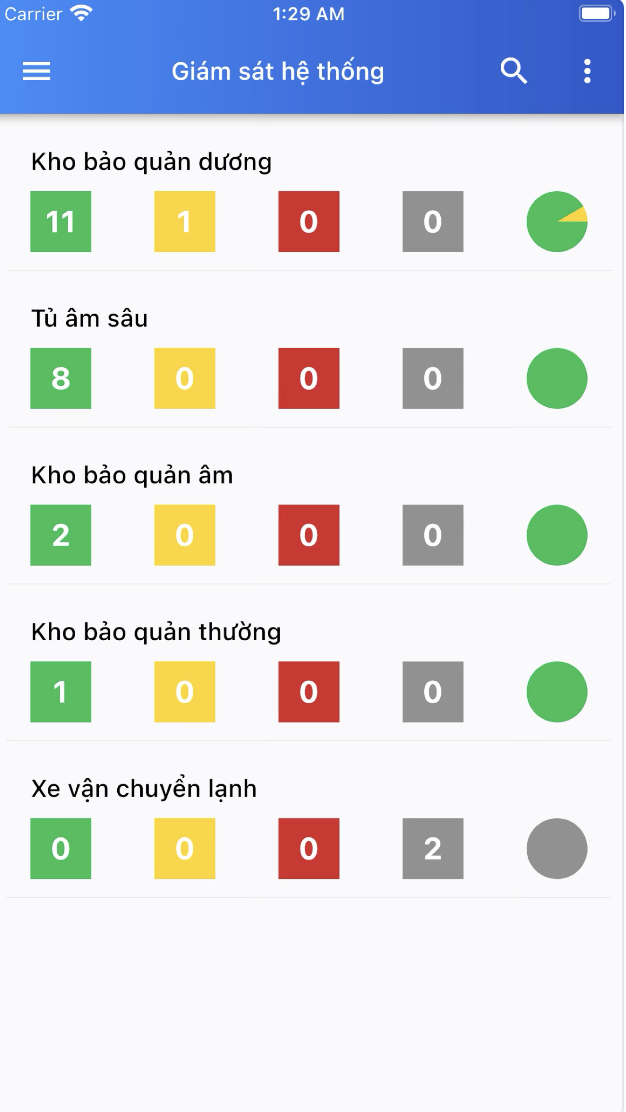 Carrier 1:29 AM
Giám sát hệ thống
Kho bảo quản dương
11 1 0 0
Tủ âm sâu
8 0 0 0
Kho bảo quản âm
2 0 0 0
Kho bảo quản thường
1 0 0 0
Xe vận chuyển lạnh
0 0 0 2